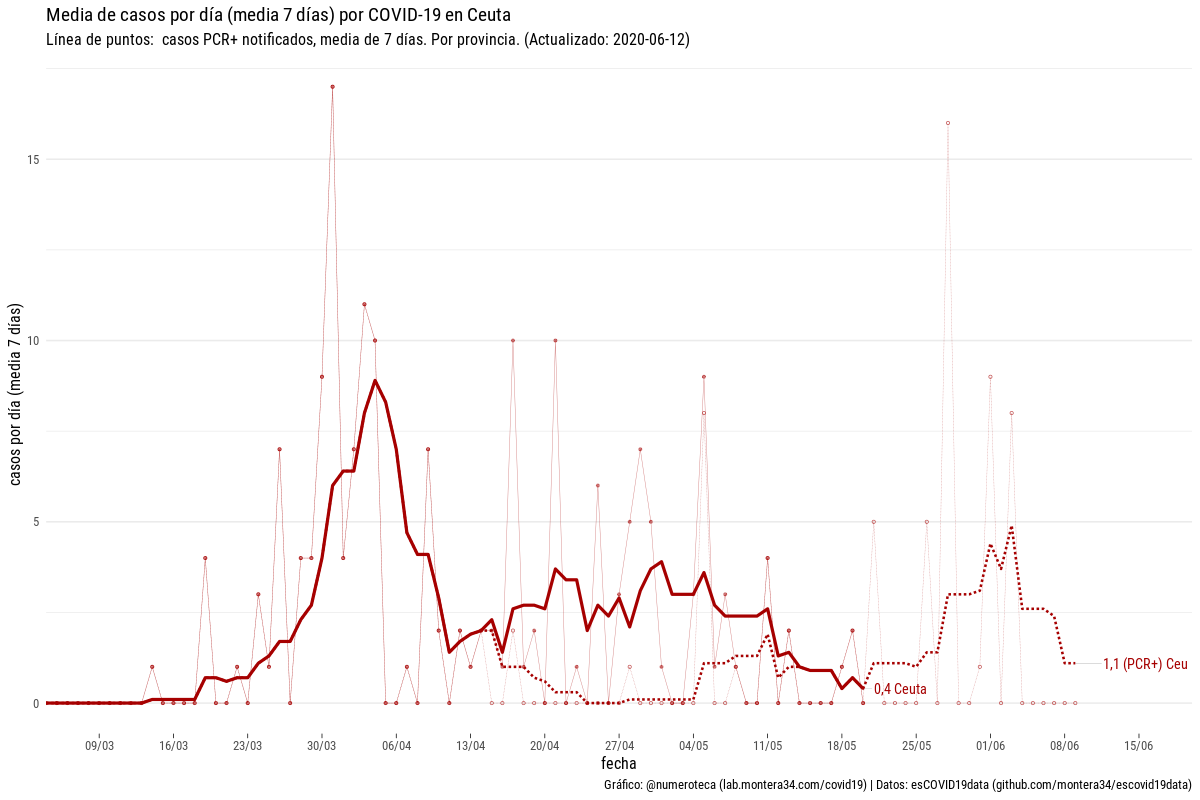 Media de casos por día (media 7 días) por COVID-19 en Ceuta
Línea de puntos:  casos PCR+ notificados, media de 7 días. Por provincia. (Actualizado: 2020-06-12)
casos por día (media 7 días)
15
10
5
0
1,1 (PCR+) Ceu
0,4 Ceuta
09/03
16/03
23/03
30/03
06/04
13/04
20/04
27/04
04/05
11/05
18/05
25/05
01/06
08/06
15/06
fecha
Gráfico: @numeroteca (lab.montera34.com/covid19) | Datos: esCOVID19data (github.com/montera34/escovid19data)